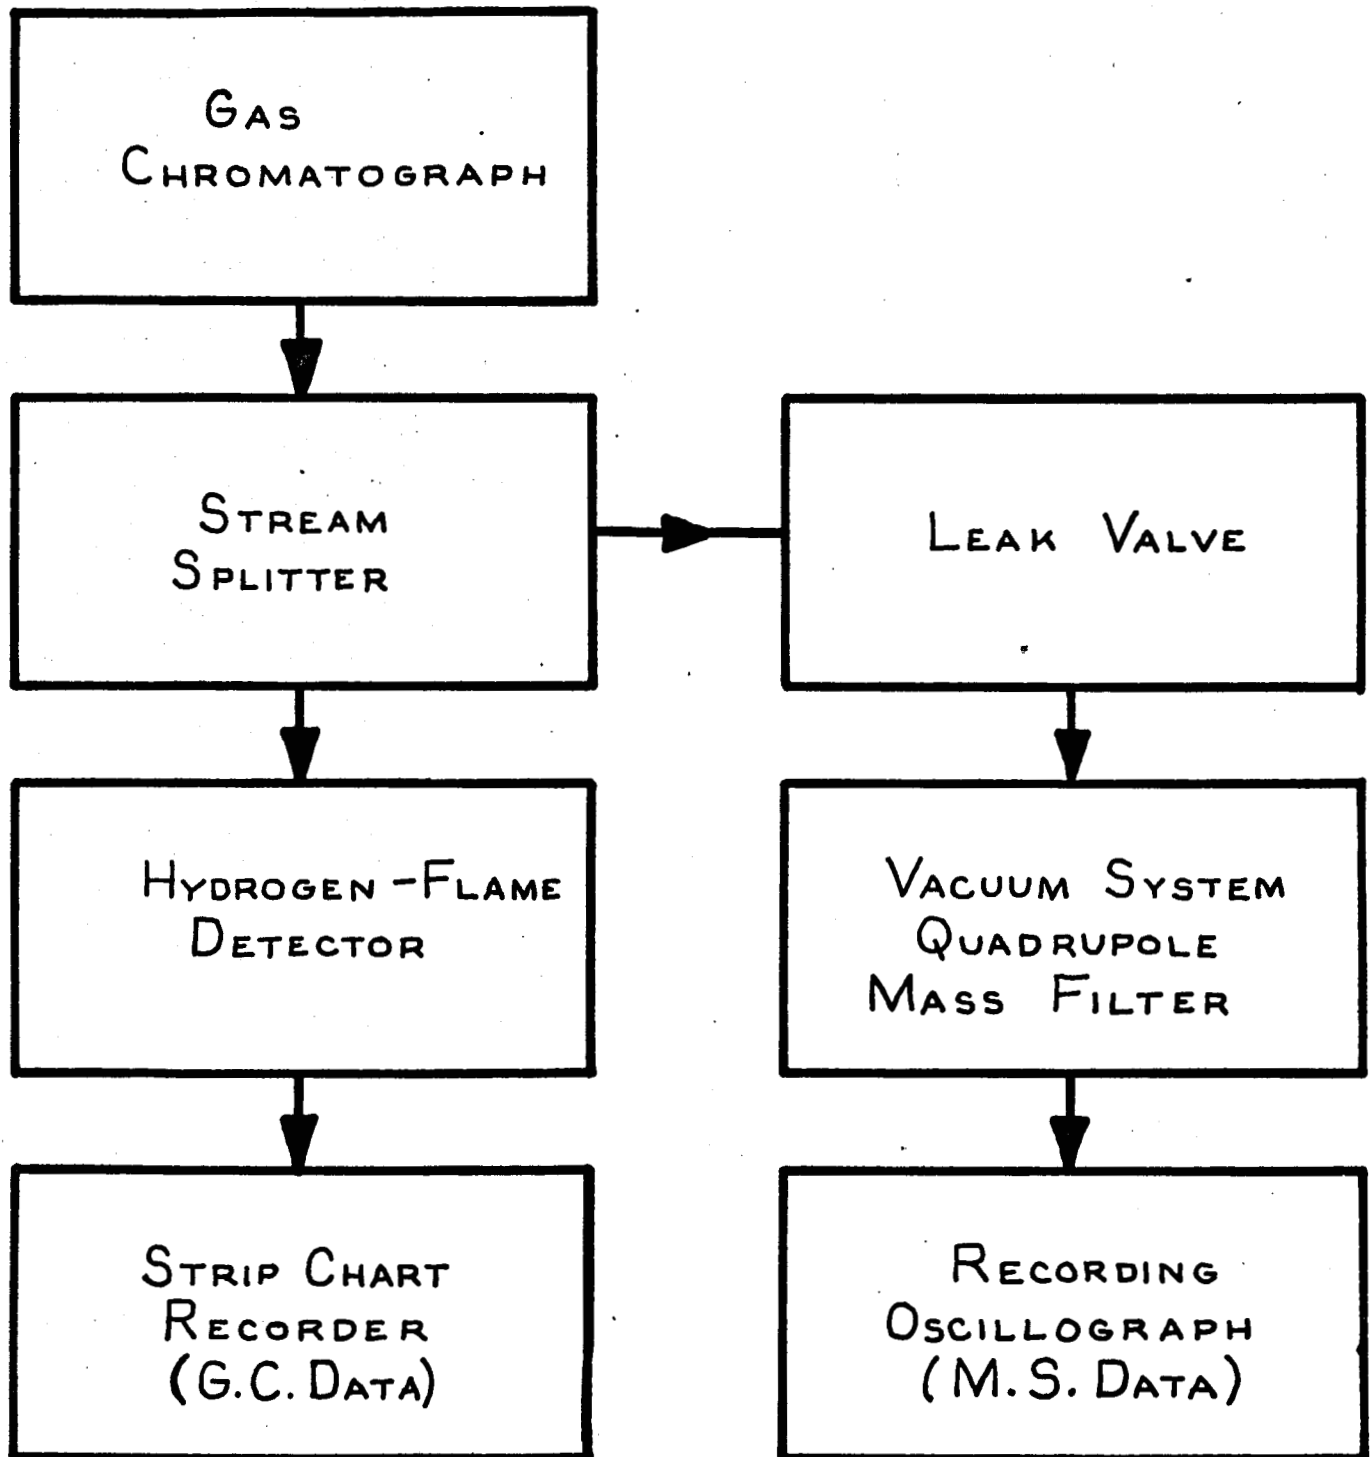 GAS
CHROMATOGRAPH
STREAM
SPLITTER
LEAK VALVE
HYDROGEN-FLAME
DETECTOR
VACUUM SYSTEM
QUADRUPOLE
MASS FILTER
STRIP CHART
RECORDER
(G.C. DATA)
RECORDING
OSCILLOGRAPH
(M.S. DATA)